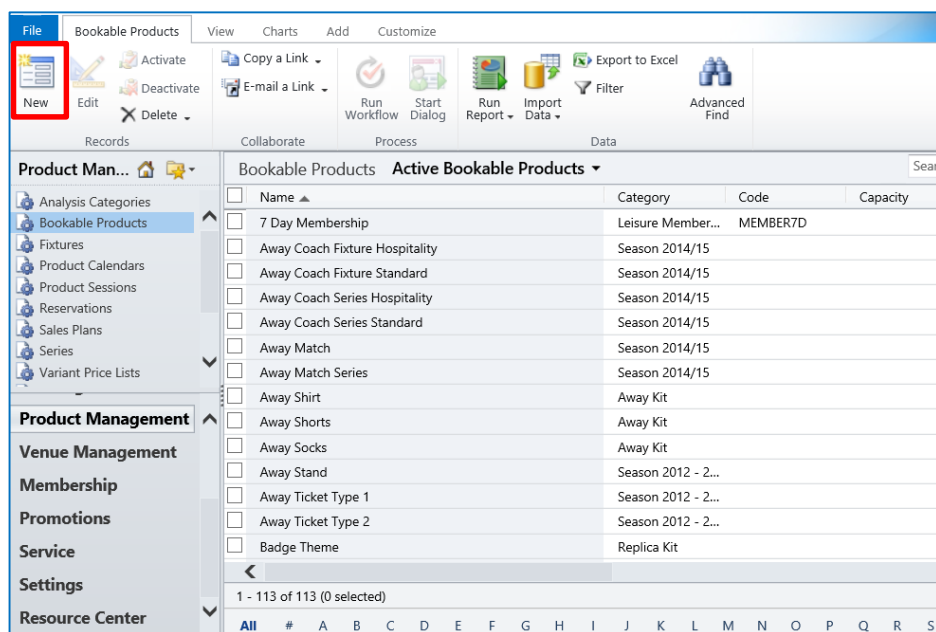 File Bookable Products View Charts Add Customize
New
Edit
Activate
Deactivate
Delete
Records
Copy a Link
E-mail a Link
Collaborate
Run Workflow
Start Dialog
Process
Run Report
Import Data
Export to Excel
Filter
Advanced Find
Data
Product Man...
Analysis Categories
Bookable Products
Fixtures
Product Calendars
Product Sessions
Reservations
Sales Plans
Series
Variant Price Lists
Product Management
Venue Management
Membership
Promotions
Service
Settings
Resource Center
Bookable Products Active Bookable Products
Name Category Code Capacity
7 Day Membership Leisure Member... MEMBER7D
Away Coach Fixture Hospitality Season 2014/15
Away Coach Fixture Standard Season 2014/15
Away Coach Series Hospitality Season 2014/15
Away Coach Series Standard Season 2014/15
Away Match Season 2014/15
Away Match Series Season 2014/15
Away Shirt Away Kit
Away Shorts Away Kit
Away Socks Away Kit
Away Stand Season 2012 - 2...
Away Ticket Type 1 Season 2012 - 2...
Away Ticket Type 2 Season 2012 - 2...
Badge Theme Replica Kit
1 - 113 of 113 (0 selected)
All # A B C D E F G H I J K L M N O P Q R S